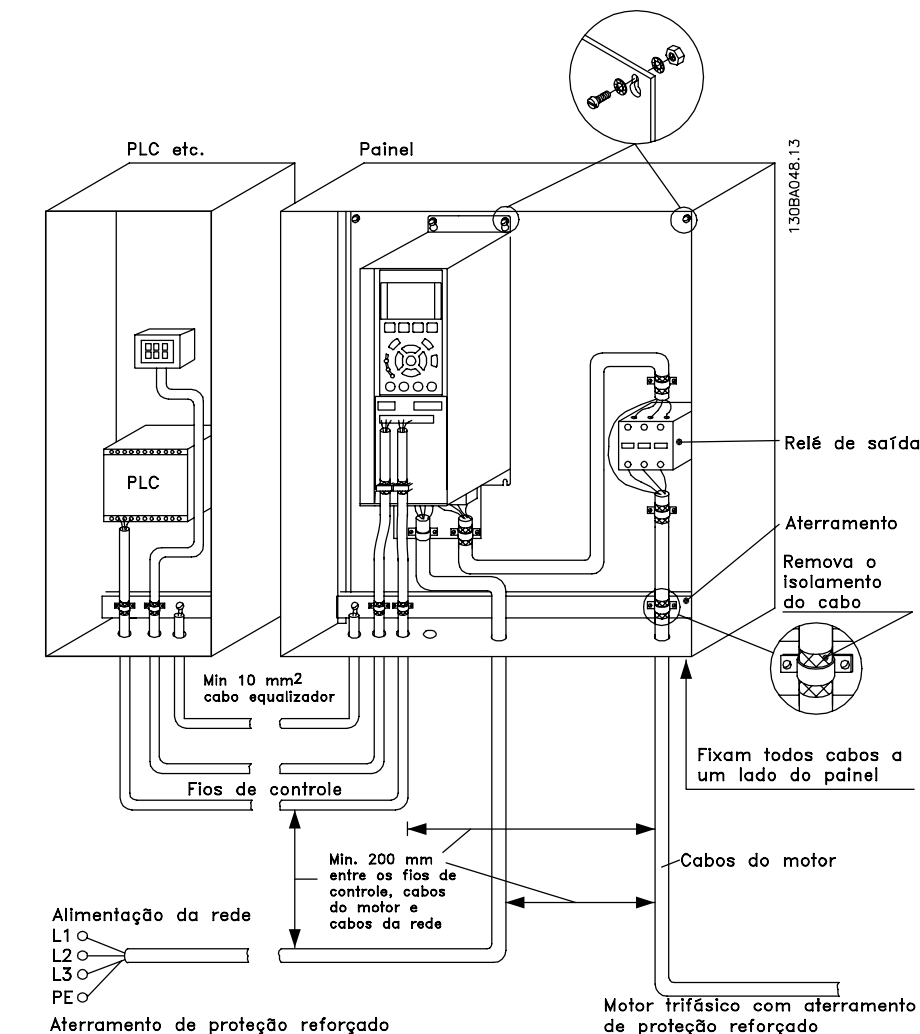 PLC etc.
Painel
130BA048.13
PLC
Relé de saída
Aterramento
Remova o
isolamento
do cabo
Min 10 mm2
cabo equalizador
Fixam todos cabos a
um lado do painel
Fios de controle
Min. 200 mm
entre os fios de
controle, cabos
do motor e
cabos da rede
Cabos do motor
Alimentação da rede
L1
L2
L3
PE
Aterramento de proteção reforçado
Motor trifásico com aterramento
de proteção reforçado